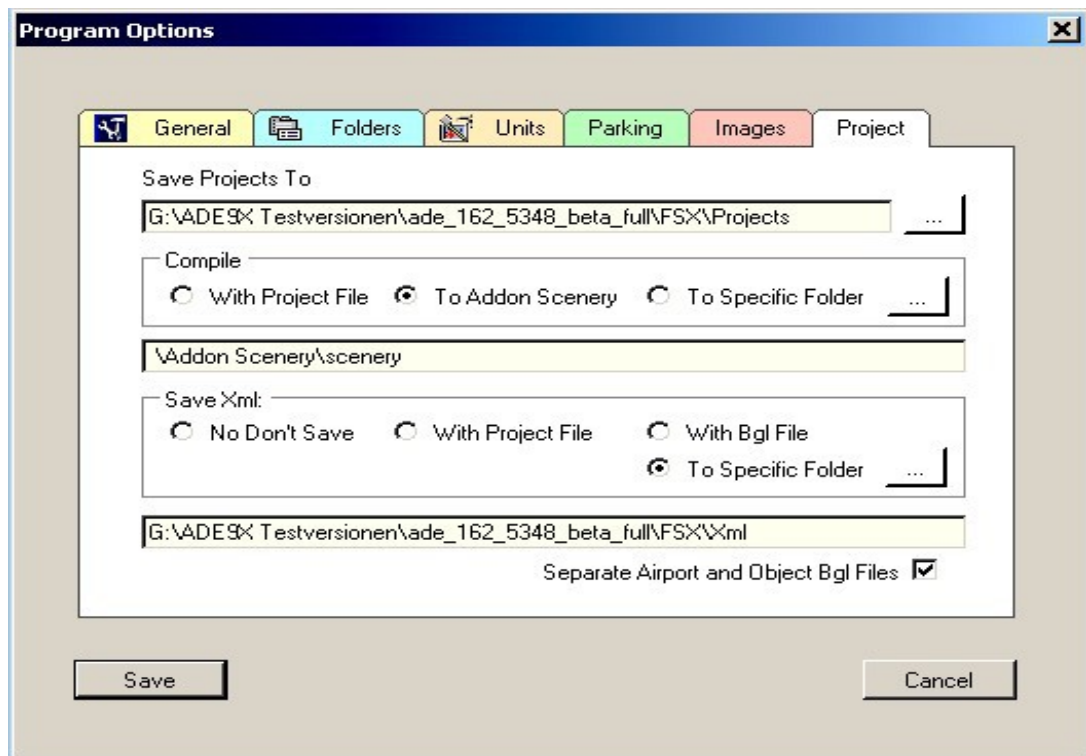 Program Options
General Folders Units Parking Images Project
Save Projects To
G:\ADE9X Testversionen\ade_162_5348_beta_full\FSX\Projects ...
Compile
With Project File To Addon Scenery To Specific Folder ...
\Addon Scenery\scenery
Save Xml:
No Don't Save With Project File With Bgl File
To Specific Folder ...
G:\ADE9X Testversionen\ade_162_5348_beta_full\FSX\Xml
Separate Airport and Object Bgl Files
Save Cancel